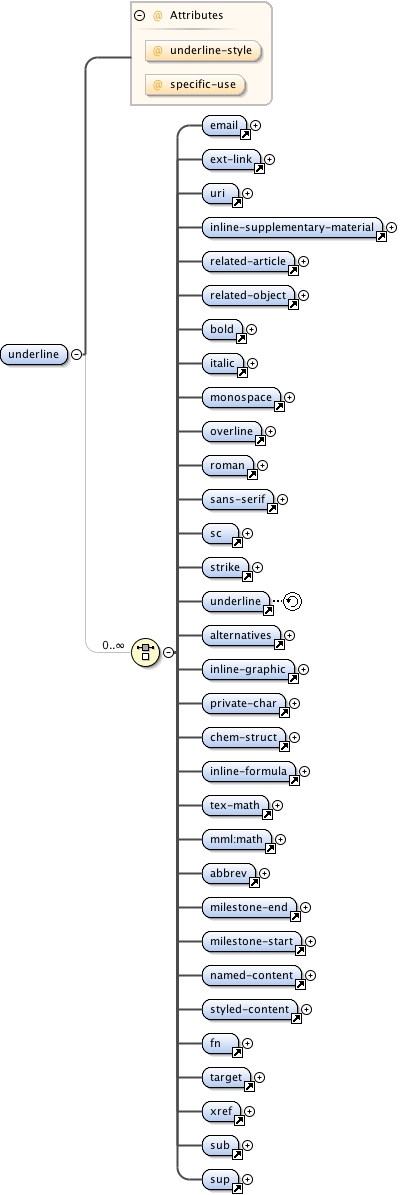 Attributes
@ underline-style
@ specific-use
email
ext-link
uri
inline-supplementary-material
related-article
related-object
bold
underline
italic
monospace
overline
roman
sans-serif
sc
strike
underline
alternatives
0..∞
inline-graphic
private-char
chem-struct
inline-formula
tex-math
mml:math
abbrev
milestone-end
milestone-start
named-content
styled-content
fn
target
xref
sub
sup